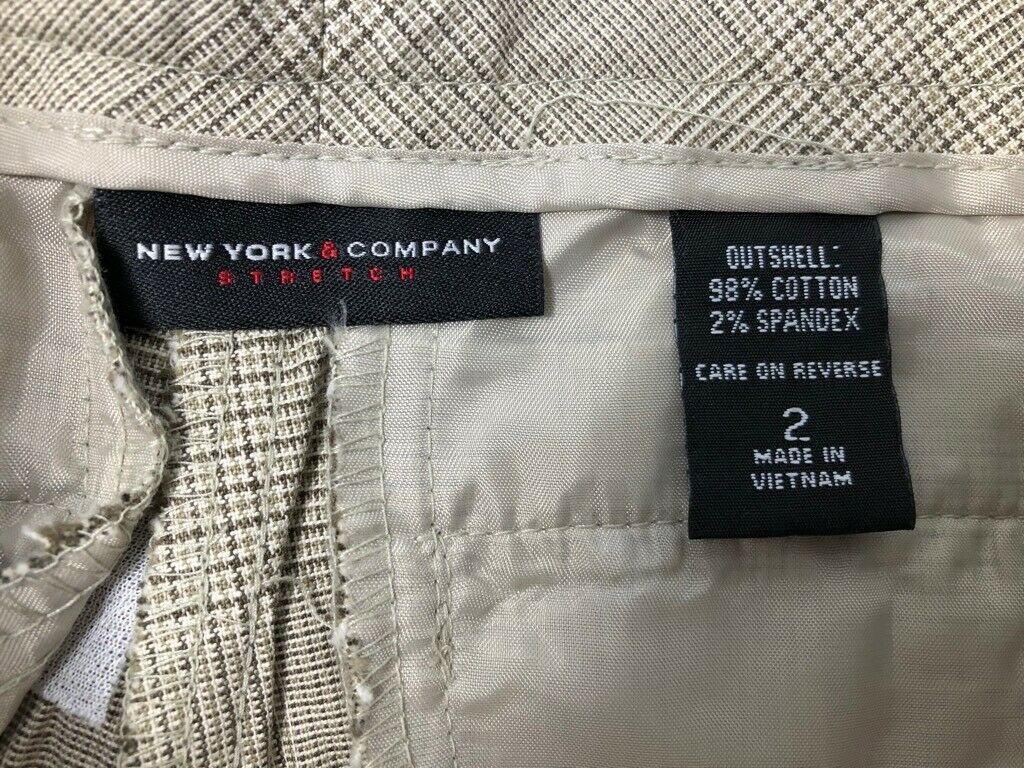 NEW YORK & COMPANY
STRETCH
OUTSHELL:
98% COTTON
2% SPANDEX
CARE ON REVERSE
2
MADE IN
VIETNAM